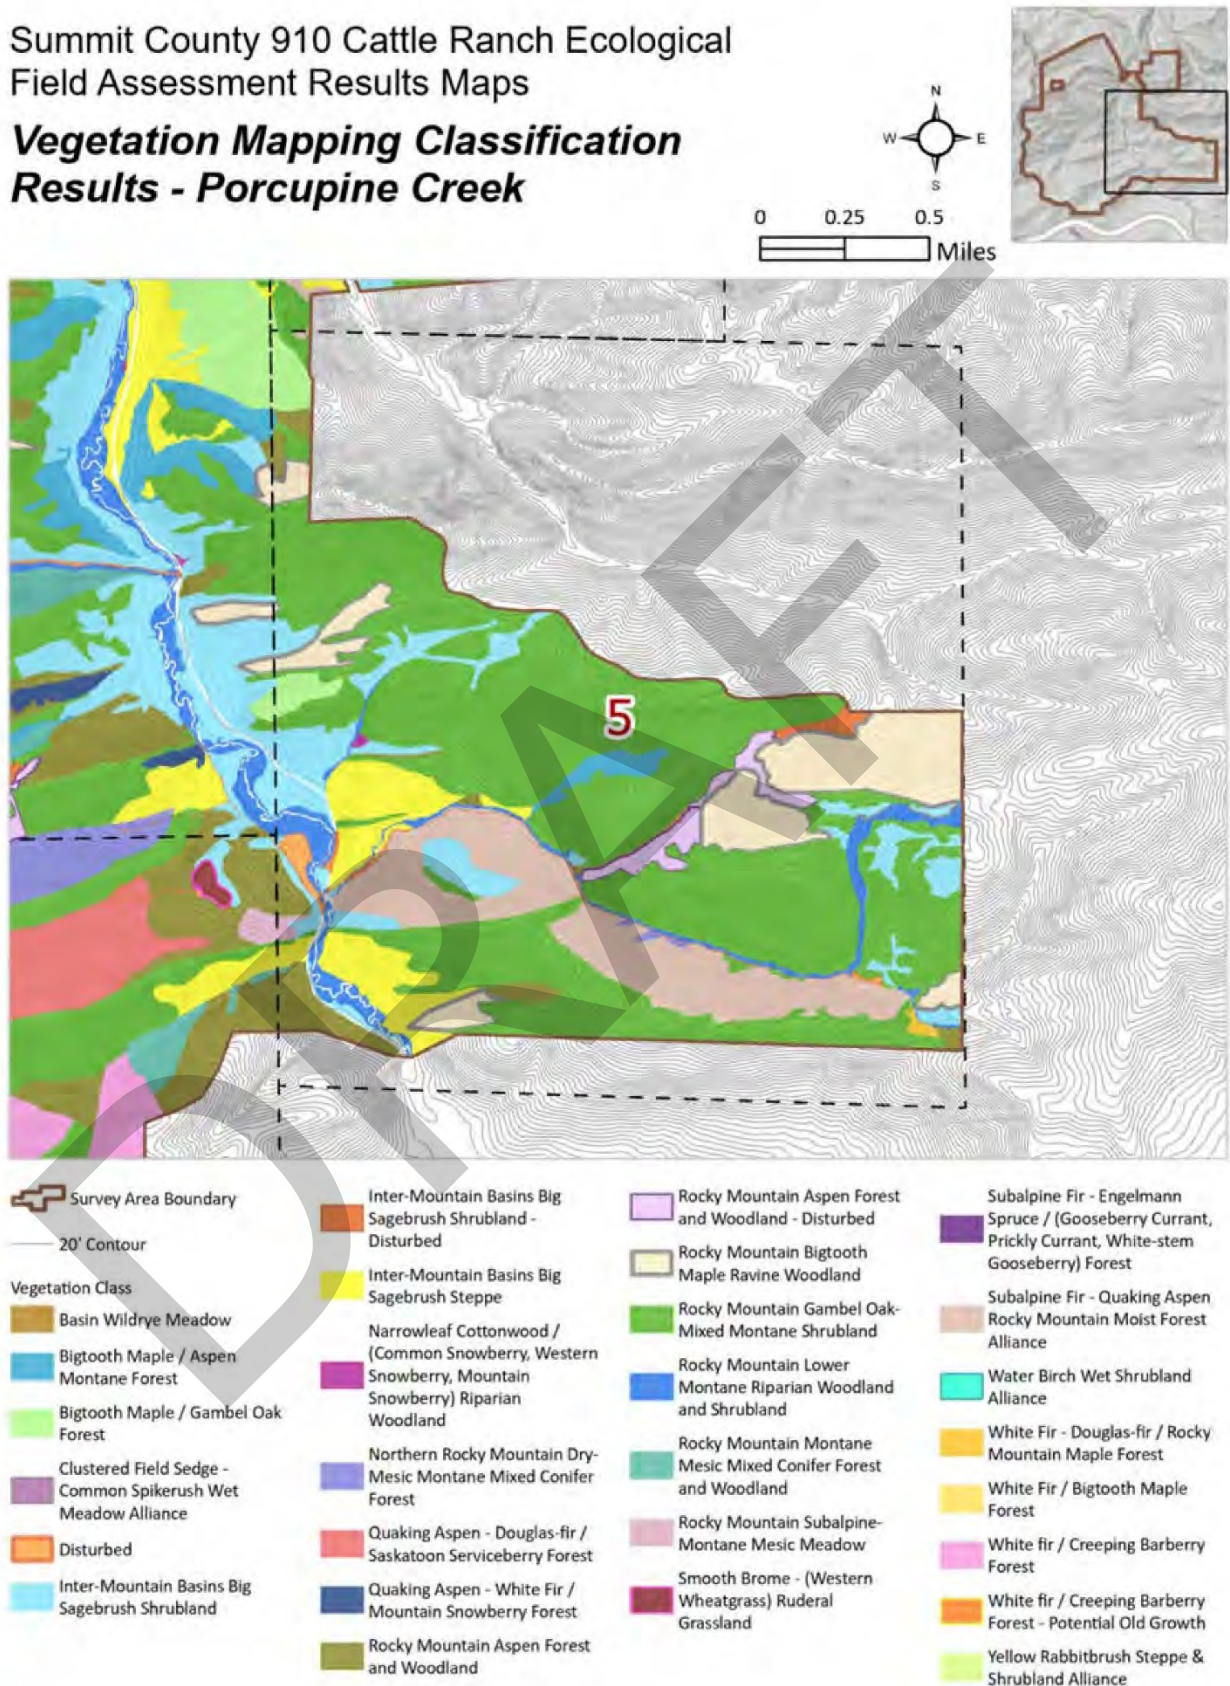 Summit County 910 Cattle Ranch Ecological
Field Assessment Results Maps
Vegetation Mapping Classification
Results - Porcupine Creek
N
W
E
S
0
0.25
0.5
Miles
5
DRAFT
Survey Area Boundary
20' Contour
Vegetation Class
Basin Wildrye Meadow
Bigtooth Maple / Aspen
Montane Forest
Bigtooth Maple / Gambel Oak
Forest
Clustered Field Sedge -
Common Spikerush Wet
Meadow Alliance
Disturbed
Inter-Mountain Basins Big
Sagebrush Shrubland
Inter-Mountain Basins Big
Sagebrush Shrubland -
Disturbed
Inter-Mountain Basins Big
Sagebrush Steppe
Narrowleaf Cottonwood /
(Common Snowberry, Western
Snowberry, Mountain
Snowberry) Riparian
Woodland
Northern Rocky Mountain Dry-
Mesic Montane Mixed Conifer
Forest
Quaking Aspen - Douglas-fir /
Saskatoon Serviceberry Forest
Quaking Aspen - White Fir /
Mountain Snowberry Forest
Rocky Mountain Aspen Forest
and Woodland
Rocky Mountain Aspen Forest
and Woodland - Disturbed
Rocky Mountain Bigtooth
Maple Ravine Woodland
Rocky Mountain Gambel Oak-
Mixed Montane Shrubland
Rocky Mountain Lower
Montane Riparian Woodland
and Shrubland
Rocky Mountain Montane
Mesic Mixed Conifer Forest
and Woodland
Rocky Mountain Subalpine-
Montane Mesic Meadow
Smooth Brome - (Western
Wheatgrass) Ruderal
Grassland
Subalpine Fir - Engelmann
Spruce / (Gooseberry Currant,
Prickly Currant, White-stem
Gooseberry) Forest
Subalpine Fir - Quaking Aspen
Rocky Mountain Moist Forest
Alliance
Water Birch Wet Shrubland
Alliance
White Fir - Douglas-fir / Rocky
Mountain Maple Forest
White Fir / Bigtooth Maple
Forest
White fir / Creeping Barberry
Forest
White fir / Creeping Barberry
Forest - Potential Old Growth
Yellow Rabbitbrush Steppe &
Shrubland Alliance